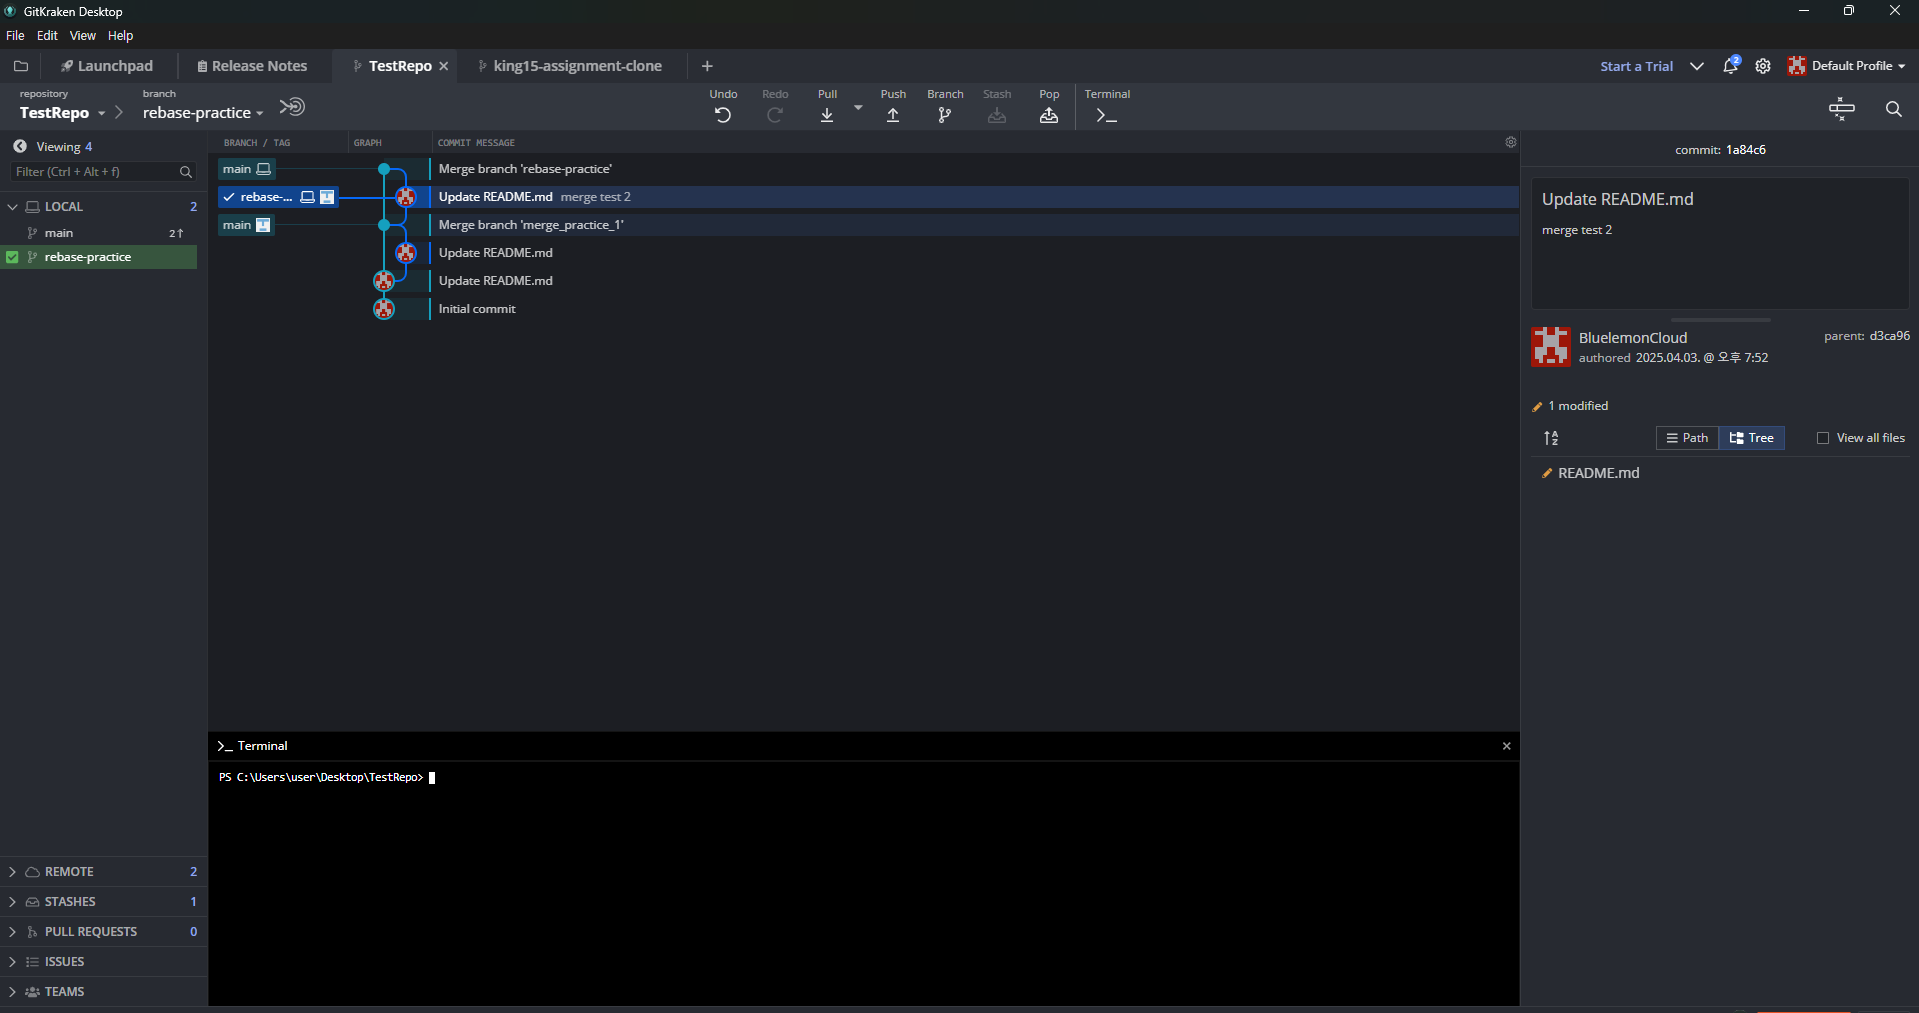 GitKraken Desktop
File Edit View Help
Launchpad Release Notes TestRepo king15-assignment-clone Start a Trial 2 Default Profile
repository branch Undo Redo Pull Push Branch Stash Pop Terminal
TestRepo rebase-practice
Viewing 4
Filter (Ctrl + Alt + f)
LOCAL 2
main 2↑
rebase-practice
REMOTE 2
STASHES 1
PULL REQUESTS 0
ISSUES
TEAMS
BRANCH / TAG GRAPH COMMIT MESSAGE
main Merge branch 'rebase-practice'
rebase-... Update README.md merge test 2
main Merge branch 'merge_practice_1'
Update README.md
Update README.md
Initial commit
>_ Terminal
PS C:\Users\user\Desktop\TestRepo>
commit: 1a84c6
Update README.md
merge test 2
BluelemonCloud parent: d3ca96
authored 2025.04.03. @ 오후 7:52
1 modified
Path Tree View all files
README.md